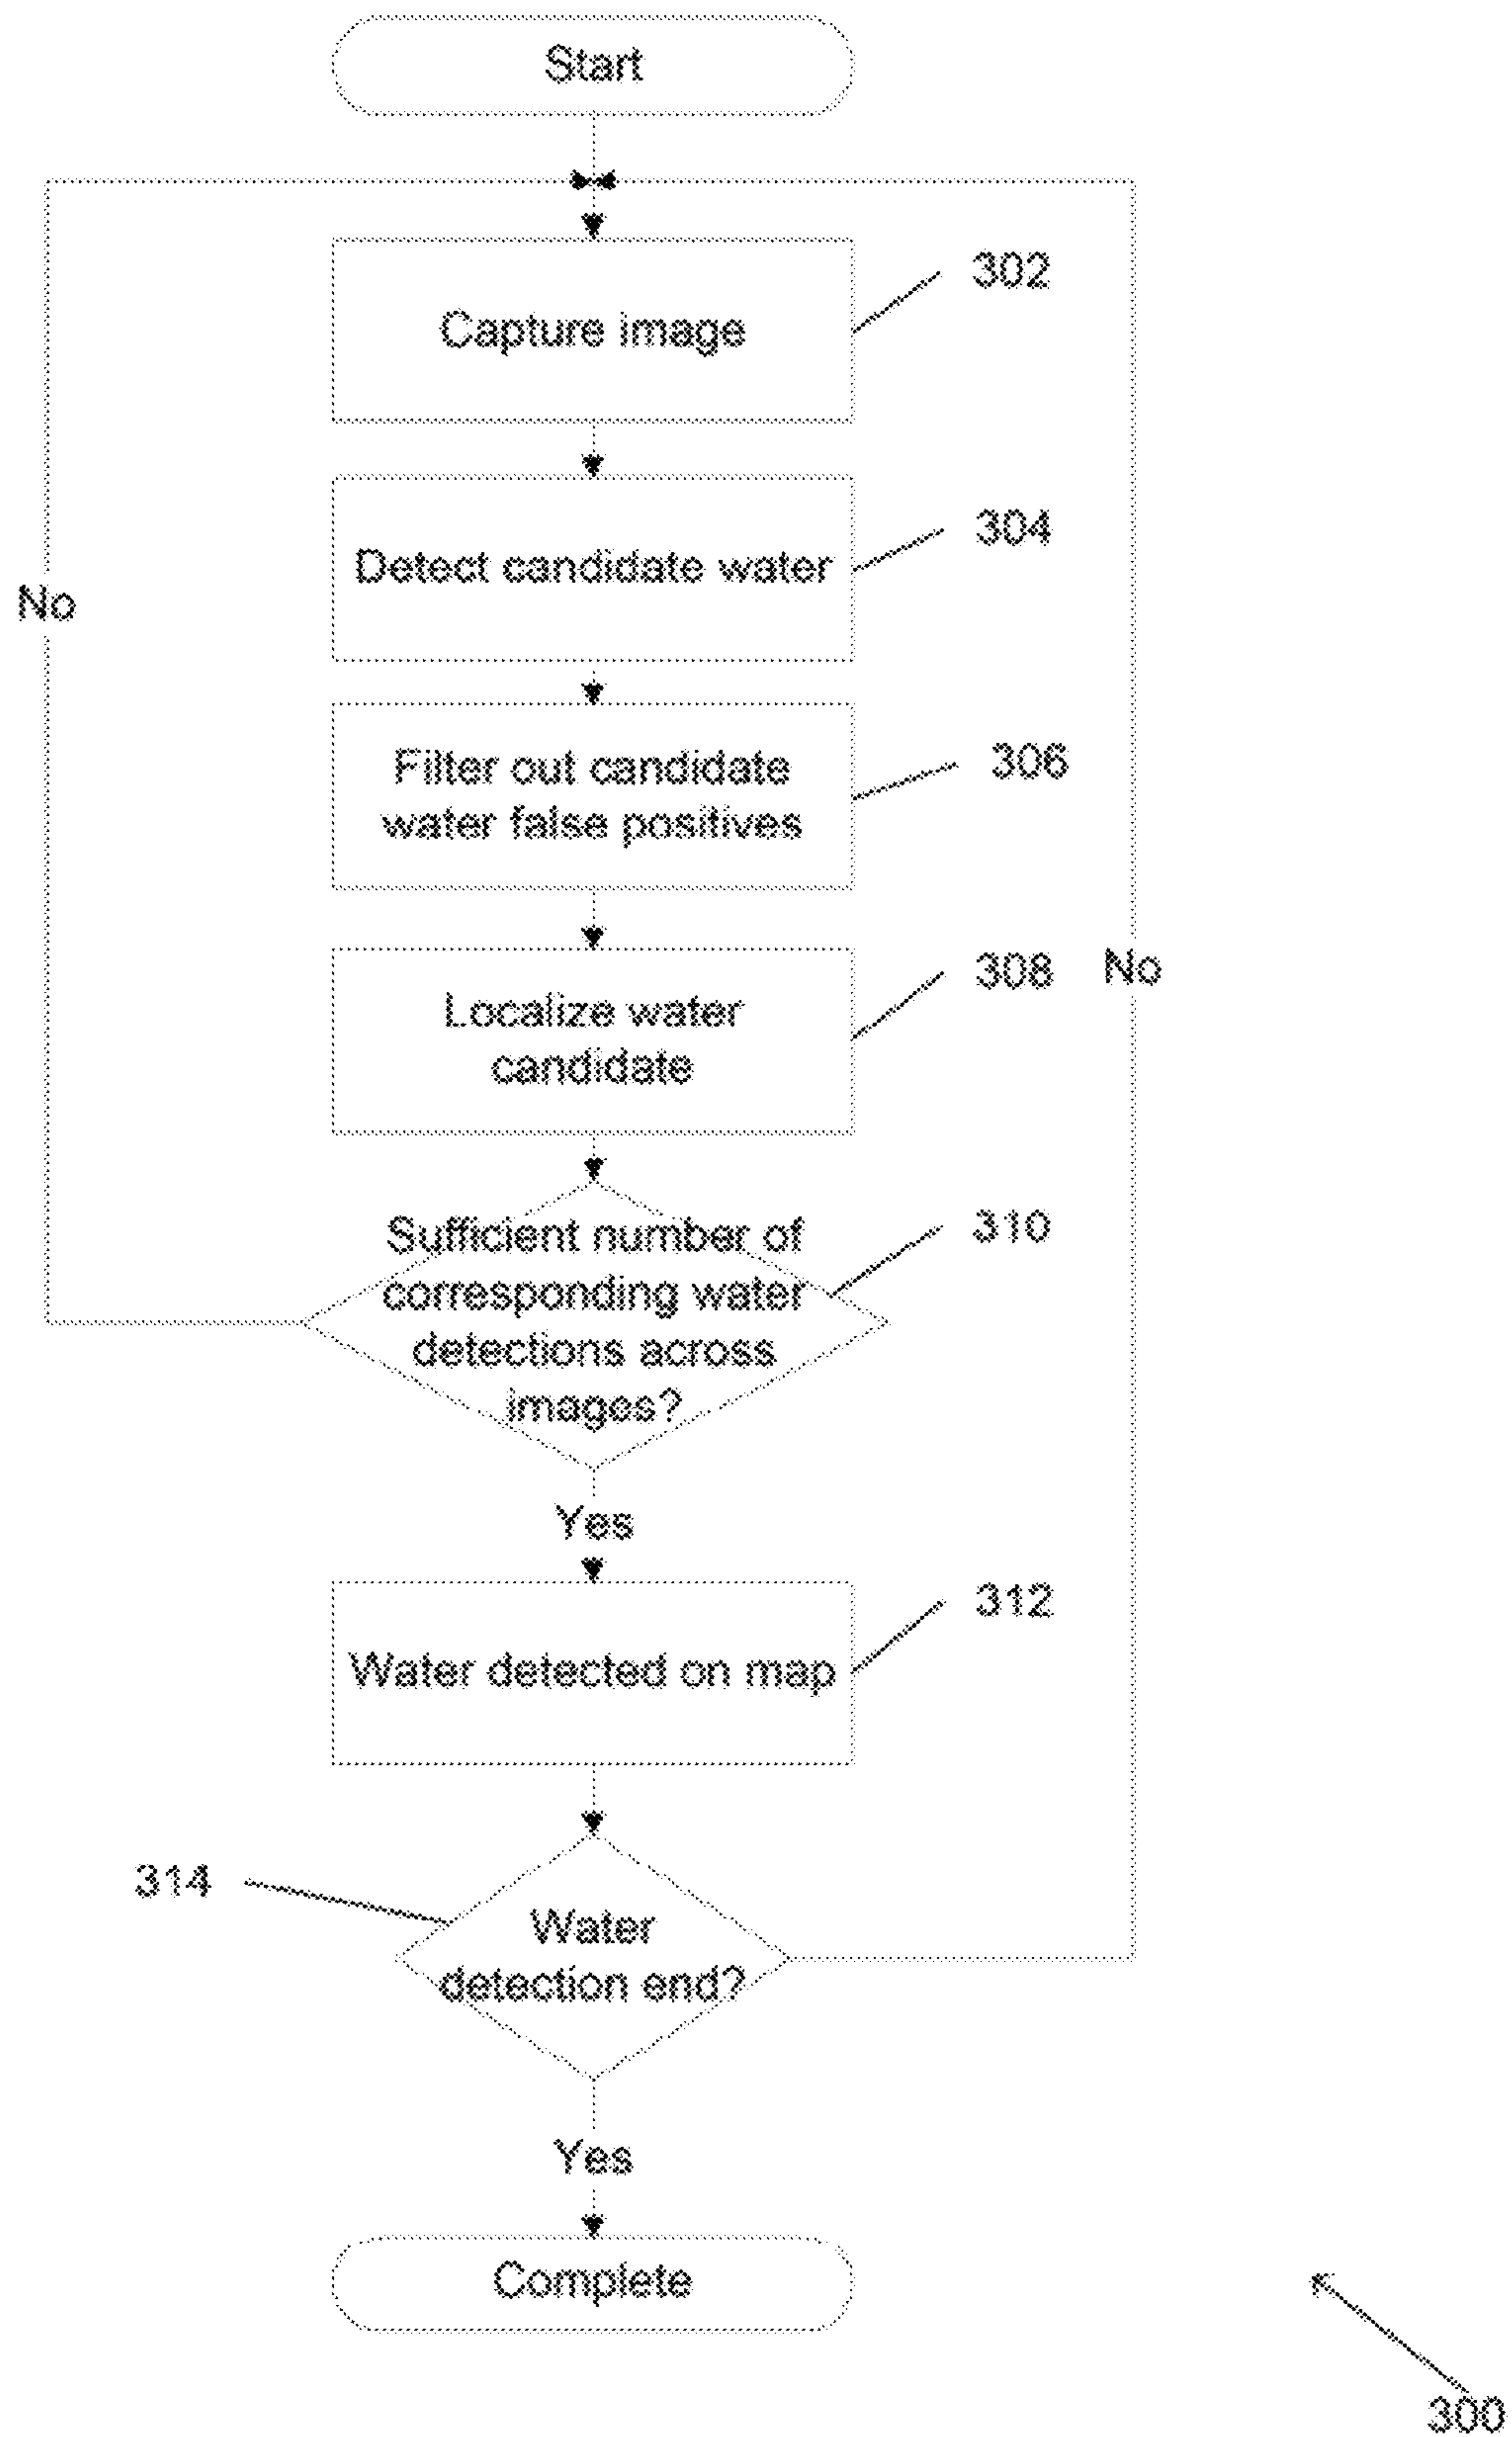 Start
302
Capture image
304
Detect candidate water
No
306
Filter out candidate
water false positives
308
No
Localize water
candidate
310
Sufficient number of
corresponding water
detections across
images?
Yes
312
Water detected on map
314
Water
detection end?
Yes
Complete
300